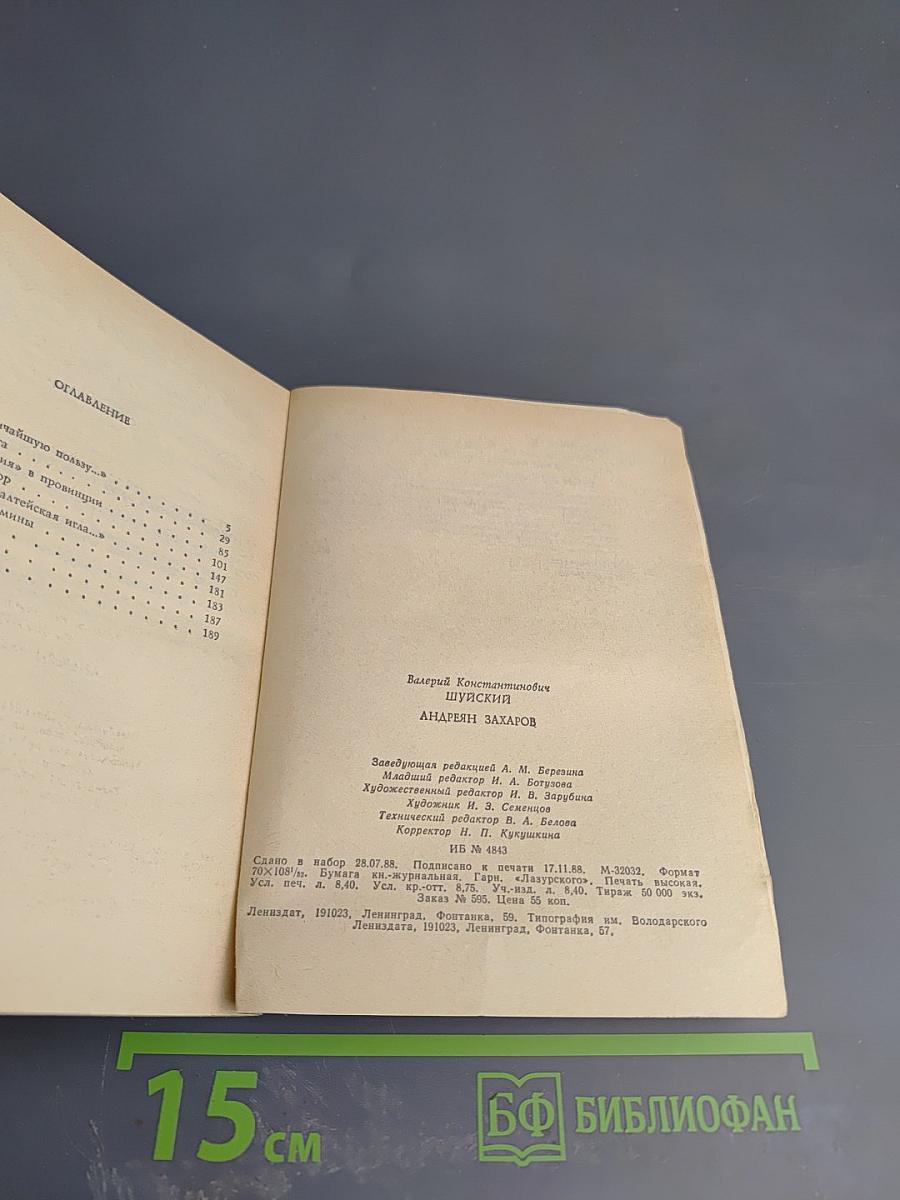 ОГЛАВЛЕНИЕ
пользу...»
5
29
» в провинции
85
101
игла...»
147
181
183
187
189
Валерий Константинович
ШУЙСКИЙ
АНДРЕЯН ЗАХАРОВ
Заведующая редакцией А. М. Березина
Младший редактор И. А. Ботузова
Художественный редактор И. В. Зарубина
Художник И. З. Семенцов
Технический редактор В. А. Белова
Корректор Н. П. Кукушкина
ИБ № 4843
Сдано в набор 28.07.88. Подписано к печати 17.11.88. М-32032. Формат
70×108¹/₃₂. Бумага кн.-журнальная. Гарн. «Лазурского». Печать высокая.
Усл. печ. л. 8,40. Усл. кр.-отт. 8,75. Уч.-изд. л. 8,40. Тираж 50 000 экз.
Заказ № 595. Цена 55 коп.
Лениздат, 191023, Ленинград, Фонтанка, 59. Типография им. Володарского
Лениздата, 191023, Ленинград, Фонтанка, 57.
15 см
БФ БИБЛИОФАН